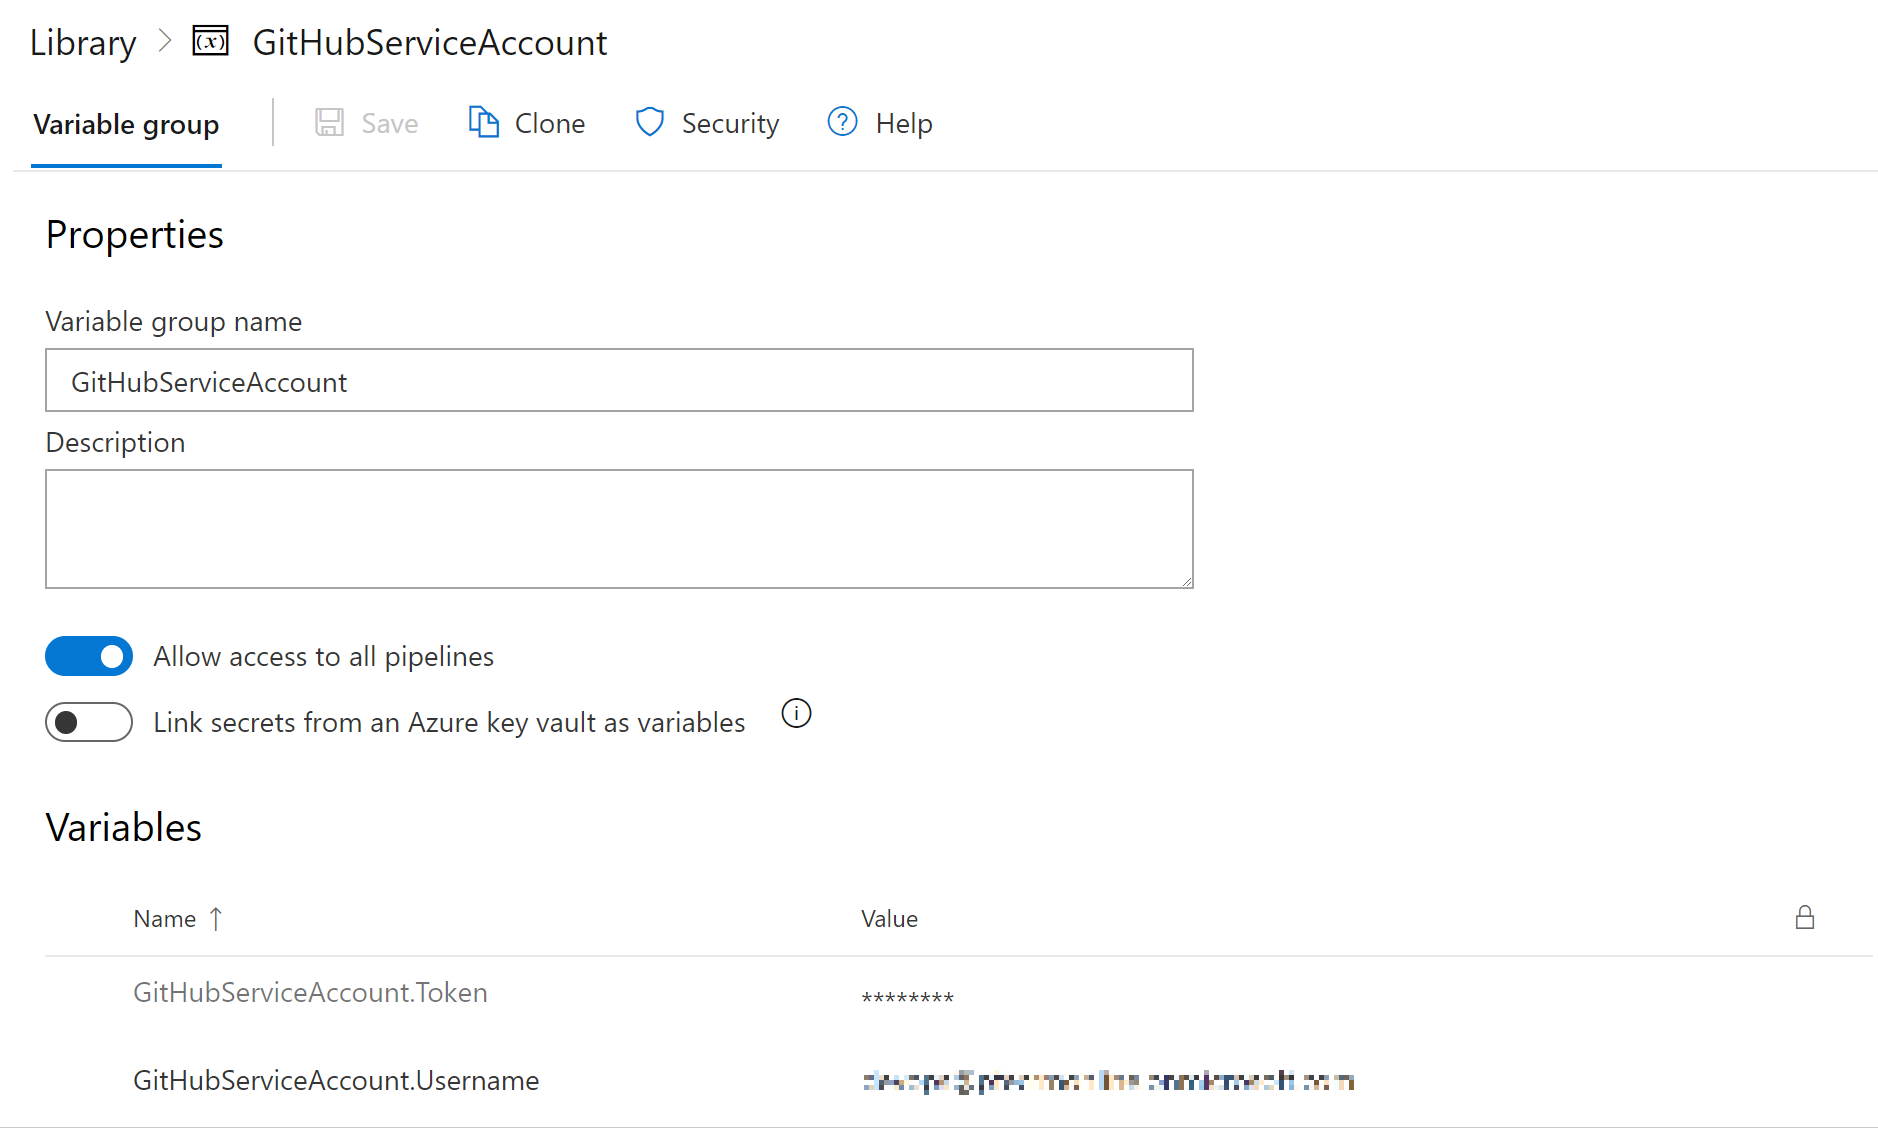 Library > (x) GitHubServiceAccount
Variable group Save Clone Security ? Help
Properties
Variable group name
GitHubServiceAccount
Description
Allow access to all pipelines
Link secrets from an Azure key vault as variables i
Variables
Name ↑ Value
GitHubServiceAccount.Token ********
GitHubServiceAccount.Username